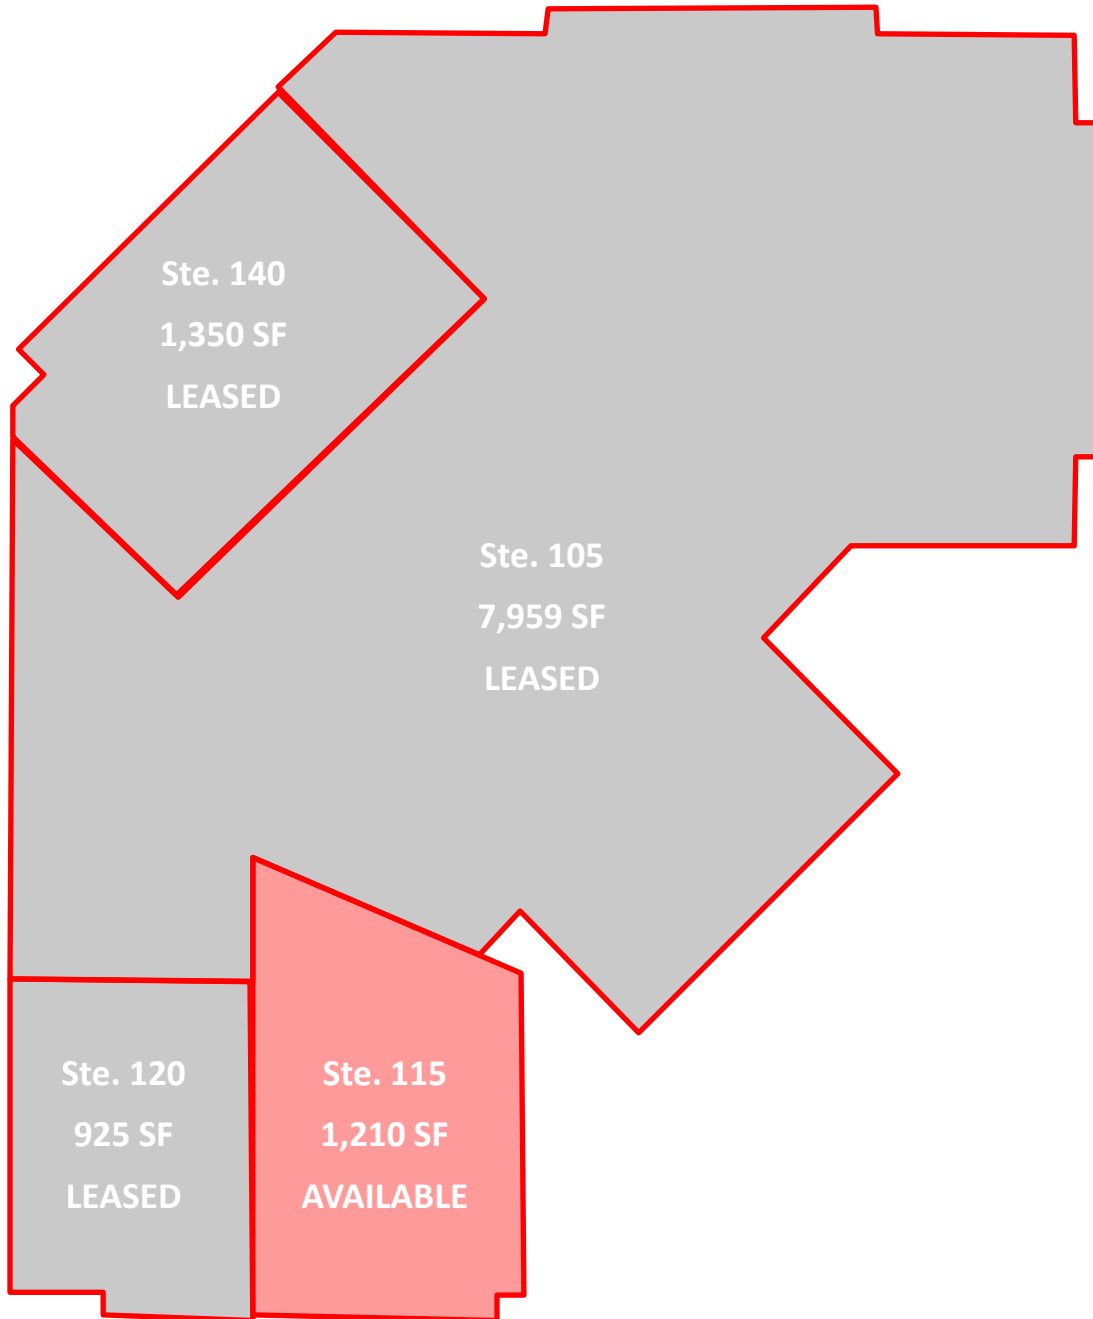 Ste. 140
1,350 SF
LEASED
Ste. 105
7,959 SF
LEASED
Ste. 120
925 SF
LEASED
Ste. 115
1,210 SF
AVAILABLE